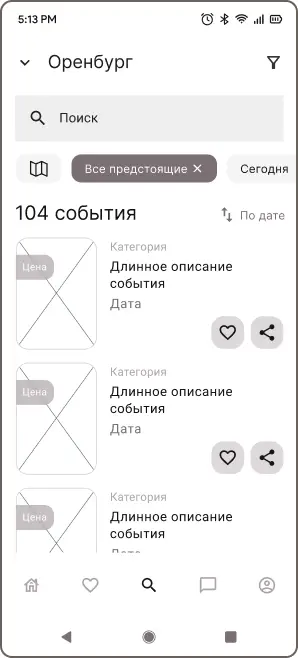 5:13 PM
Оренбург
Поиск
Все предстоящие ✕
Сегодня
104 события
По дате
Категория
Цена
Длинное описание
события
Дата
Категория
Цена
Длинное описание
события
Дата
Категория
Цена
Длинное описание
события
Дата